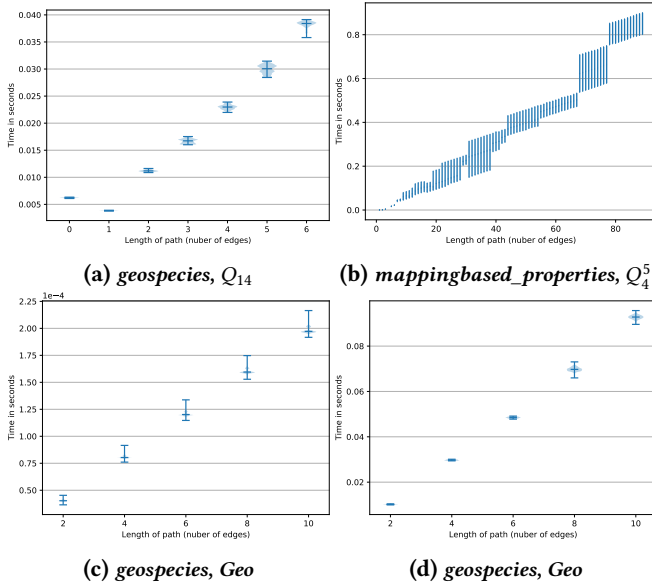 0.040
0.035
0.030
0.025
0.020
0.015
0.010
0.005
Time in seconds
0 1 2 3 4 5 6
Length of path (nuber of edges)
(a) geospecies, Q14
0.8
0.6
0.4
0.2
0.0
Time in seconds
0 20 40 60 80
Length of path (nuber of edges)
(b) mappingbased_properties, Q4^5
1e−4
2.25
2.00
1.75
1.50
1.25
1.00
0.75
0.50
Time in seconds
2 4 6 8 10
Length of path (nuber of edges)
(c) geospecies, Geo
0.08
0.06
0.04
0.02
Time in seconds
2 4 6 8 10
Length of path (nuber of edges)
(d) geospecies, Geo